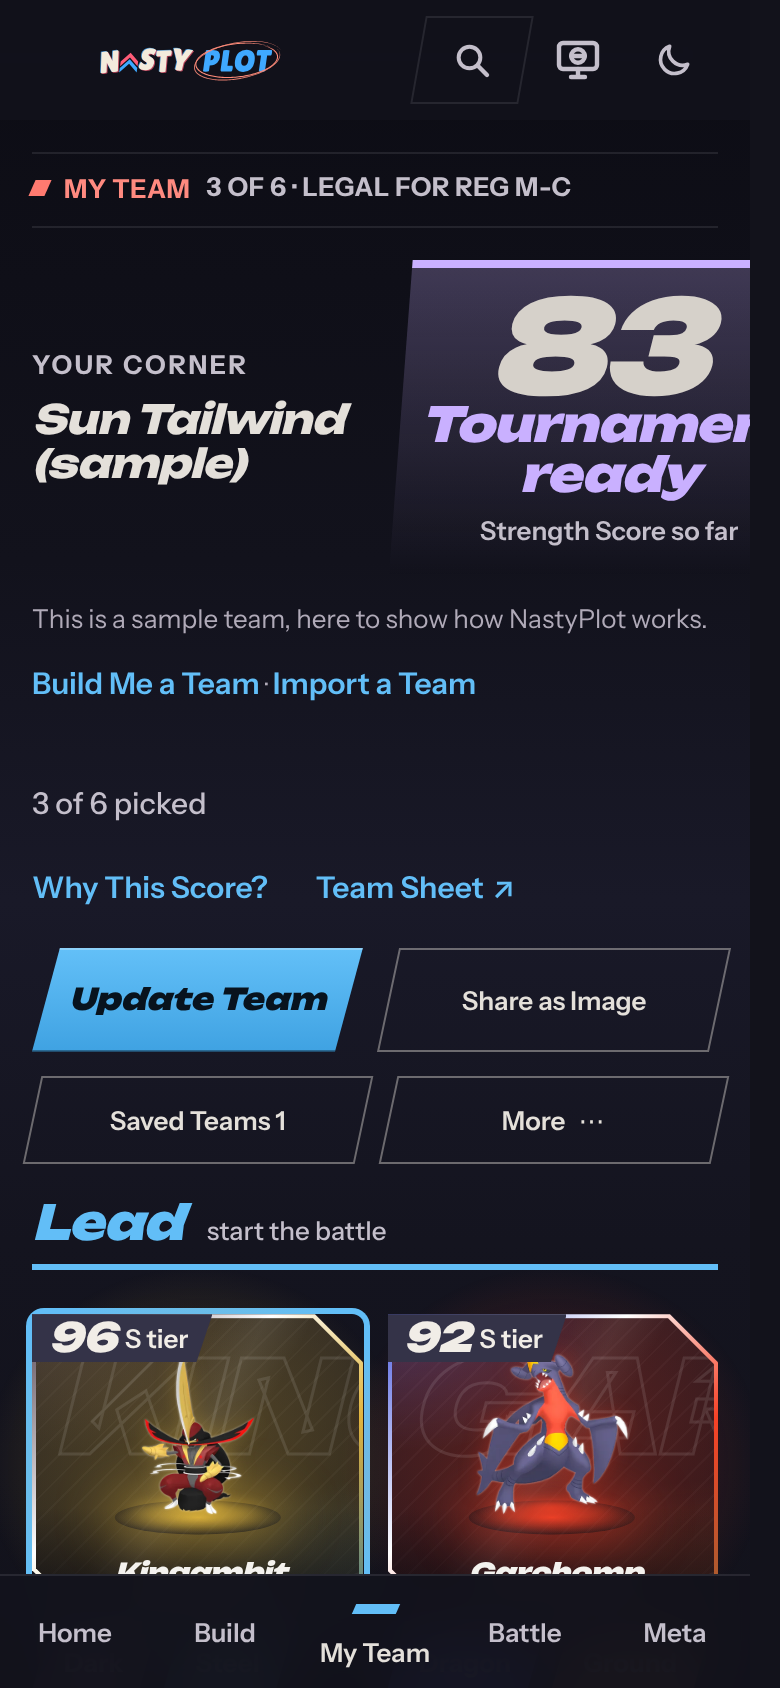 NASTY PLOT
MY TEAM 3 OF 6 · LEGAL FOR REG M-C
YOUR CORNER
Sun Tailwind
(sample)
83
ready
Strength Score so far
This is a sample team, here to show how NastyPlot works.
Build Me a Team · Import a Team
3 of 6 picked
Why This Score? Team Sheet ↗
Update Team
Share as Image
Saved Teams 1
More ···
Lead start the battle
96 S tier
92 S tier
Kingambit
Garchomp
Home
Build
My Team
Battle
Meta